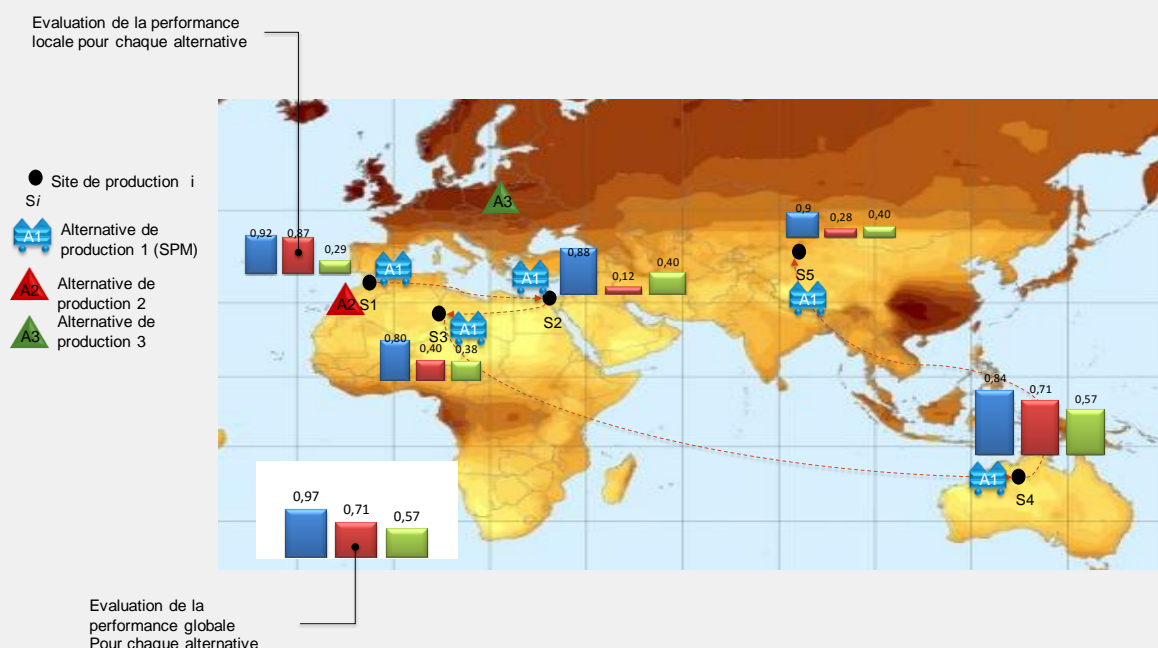 Evaluation de la performance
locale pour chaque alternative
Site de production i
Si
A1
Alternative de
production 1 (SPM)
A2
Alternative de
production 2
A3
Alternative de
production 3
A3
0,92
0,87
0,29
A1
A2 S1
A1
0,88
0,12
0,40
S2
S3
A1
0,80
0,40
0,38
0,9
0,28
0,40
S5
A1
0,84
0,71
0,57
A1
S4
0,97
0,71
0,57
Evaluation de la
performance globale
Pour chaque alternative